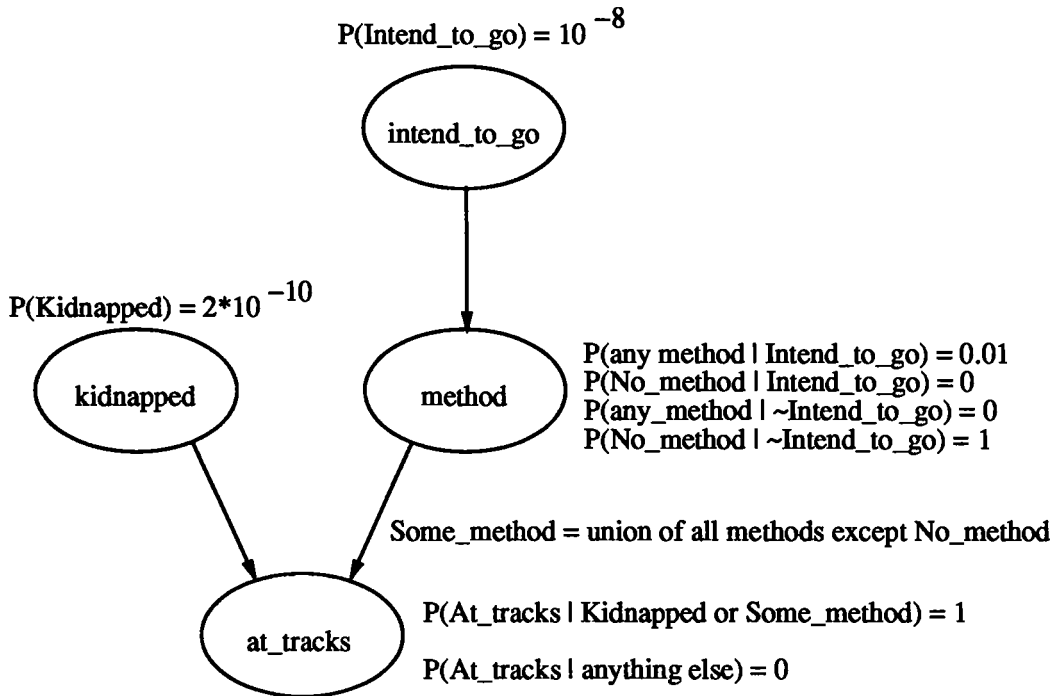 P(Intend_to_go) = 10 ^-8
intend_to_go
P(Kidnapped) = 2*10 ^-10
kidnapped
method
P(any method | Intend_to_go) = 0.01
P(No_method | Intend_to_go) = 0
P(any_method | ~Intend_to_go) = 0
P(No_method | ~Intend_to_go) = 1
Some_method = union of all methods except No_method
at_tracks
P(At_tracks | Kidnapped or Some_method) = 1
P(At_tracks | anything else) = 0